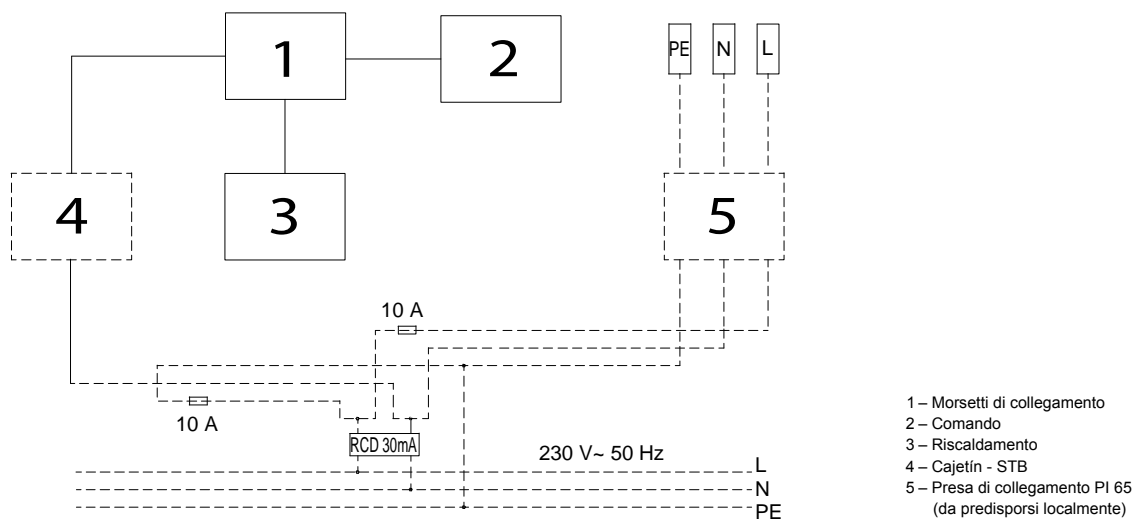 1
2
PE N L
4
3
5
10 A
10 A
RCD 30mA
230 V~ 50 Hz
L
N
PE
1 – Morsetti di collegamento
2 – Comando
3 – Riscaldamento
4 – Cajetín - STB
5 – Presa di collegamento PI 65
(da predisporsi localmente)